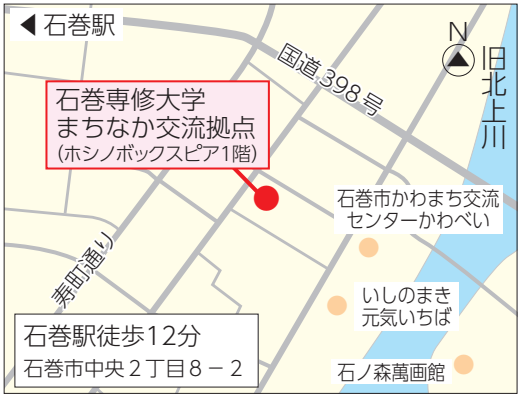 ◀石巻駅
N
旧北上川
国道398号
石巻専修大学
まちなか交流拠点
(ホシノボックスピア1階)
石巻市かわまち交流
センターかわべい
寿町通り
いしのまき
元気いちば
石巻駅徒歩12分
石巻市中央2丁目8−2
石ノ森萬画館